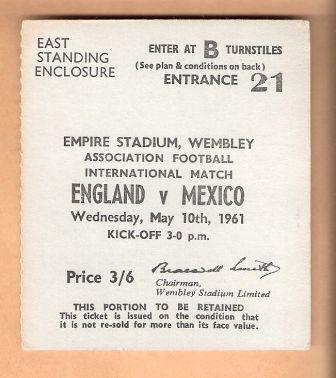 EAST
STANDING
ENCLOSURE
ENTER AT B TURNSTILES
(See plan & conditions on back)
ENTRANCE 21
EMPIRE STADIUM, WEMBLEY
ASSOCIATION FOOTBALL
INTERNATIONAL MATCH
ENGLAND v MEXICO
Wednesday, May 10th, 1961
KICK-OFF 3-0 p.m.
Price 3/6
Bracewell Smith
Chairman,
Wembley Stadium Limited
THIS PORTION TO BE RETAINED
This ticket is issued on the condition that
it is not re-sold for more than its face value.